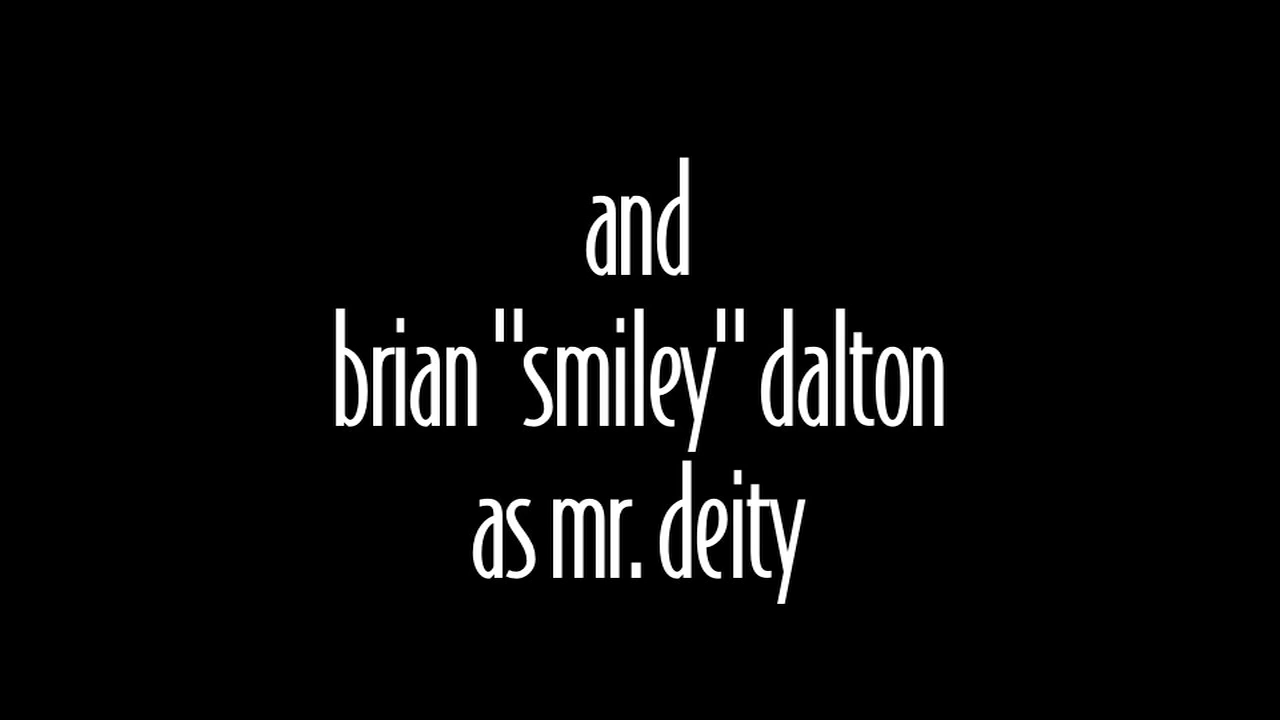 and
brian "smiley" dalton
as mr. deity